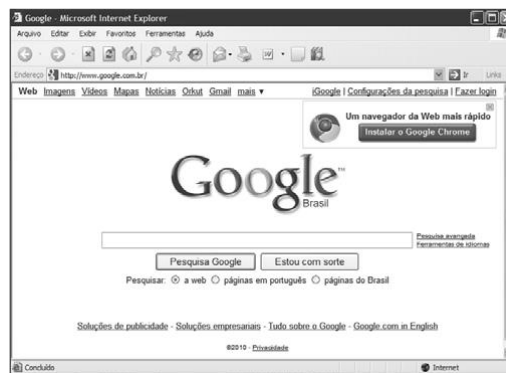 Google - Microsoft Internet Explorer
Arquivo Editar Exibir Favoritos Ferramentas Ajuda
Endereço http://www.google.com.br/ Ir Links
Web Imagens Vídeos Mapas Notícias Orkut Gmail mais ▼ iGoogle | Configurações da pesquisa | Fazer login
Um navegador da Web mais rápido
Instalar o Google Chrome
Google™
Brasil
Pesquisa avançada
Ferramentas de idiomas
Pesquisa Google Estou com sorte
Pesquisar: a web páginas em português páginas do Brasil
Soluções de publicidade - Soluções empresariais - Tudo sobre o Google - Google.com in English
©2010 - Privacidade
Concluído Internet